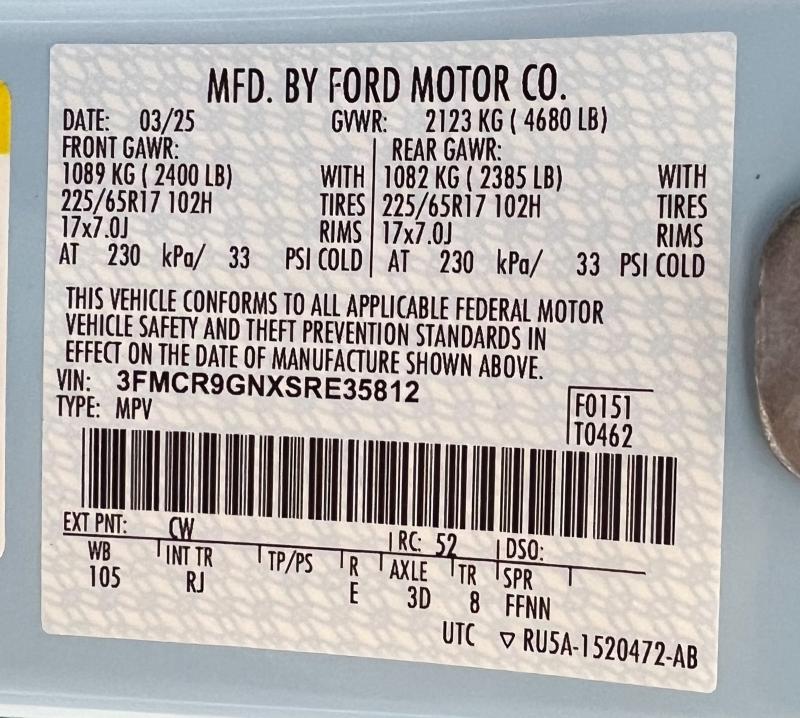 MFD. BY FORD MOTOR CO.
DATE: 03/25 GVWR: 2123 KG ( 4680 LB)
FRONT GAWR: REAR GAWR:
1089 KG ( 2400 LB) WITH 1082 KG ( 2385 LB) WITH
225/65R17 102H TIRES 225/65R17 102H TIRES
17x7.0J RIMS 17x7.0J RIMS
AT 230 kPa/ 33 PSI COLD AT 230 kPa/ 33 PSI COLD
THIS VEHICLE CONFORMS TO ALL APPLICABLE FEDERAL MOTOR
VEHICLE SAFETY AND THEFT PREVENTION STANDARDS IN
EFFECT ON THE DATE OF MANUFACTURE SHOWN ABOVE.
VIN: 3FMCR9GNXSRE35812
TYPE: MPV
F0151
T0462
EXT PNT: CW RC: 52 DSO:
WB INT TR TP/PS R AXLE TR SPR
105 RJ E 3D 8 FFNN
UTC ▽ RU5A-1520472-AB